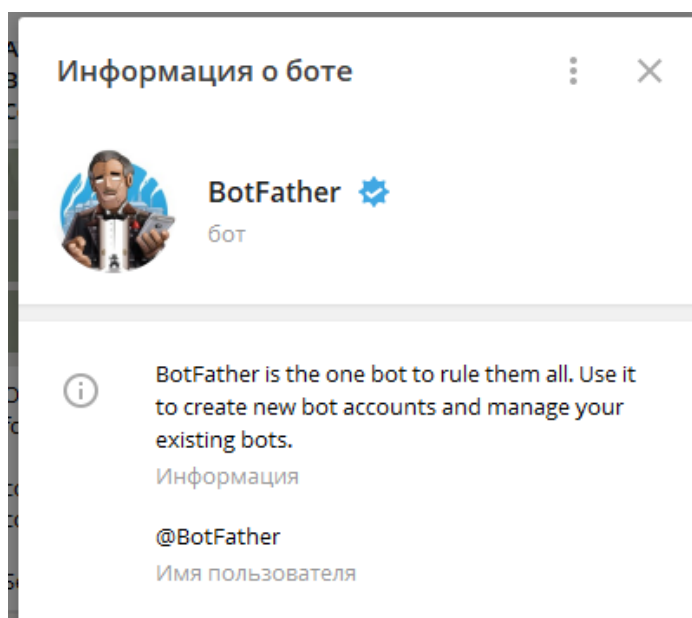 Информация о боте
BotFather
бот
BotFather is the one bot to rule them all. Use it
to create new bot accounts and manage your
existing bots.
Информация
@BotFather
Имя пользователя